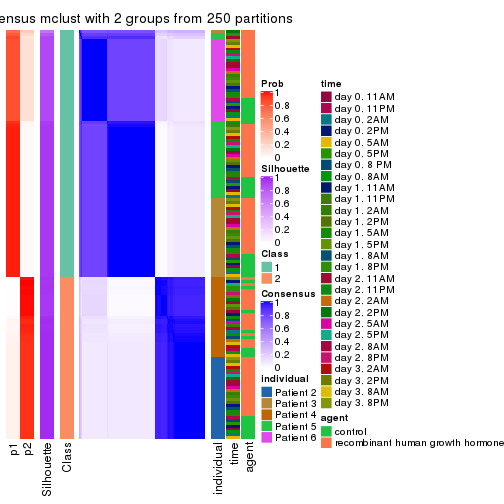 ensus mclust with 2 groups from 250 partitions
Prob
1
0.8
0.6
0.4
0.2
0
Silhouette
1
0.8
0.6
0.4
0.2
0
Class
1
2
Consensus
1
0.8
0.6
0.4
0.2
0
individual
Patient 2
Patient 3
Patient 4
Patient 5
Patient 6
time
day 0. 11AM
day 0. 11PM
day 0. 2AM
day 0. 2PM
day 0. 5AM
day 0. 5PM
day 0. 8 PM
day 0. 8AM
day 1. 11AM
day 1. 11PM
day 1. 2AM
day 1. 2PM
day 1. 5AM
day 1. 5PM
day 1. 8AM
day 1. 8PM
day 2. 11AM
day 2. 11PM
day 2. 2AM
day 2. 2PM
day 2. 5AM
day 2. 5PM
day 2. 8AM
day 2. 8PM
day 3. 2AM
day 3. 2PM
day 3. 8AM
day 3. 8PM
agent
control
recombinant human growth hormone
p1
p2
Silhouette
Class
individual
time
agent